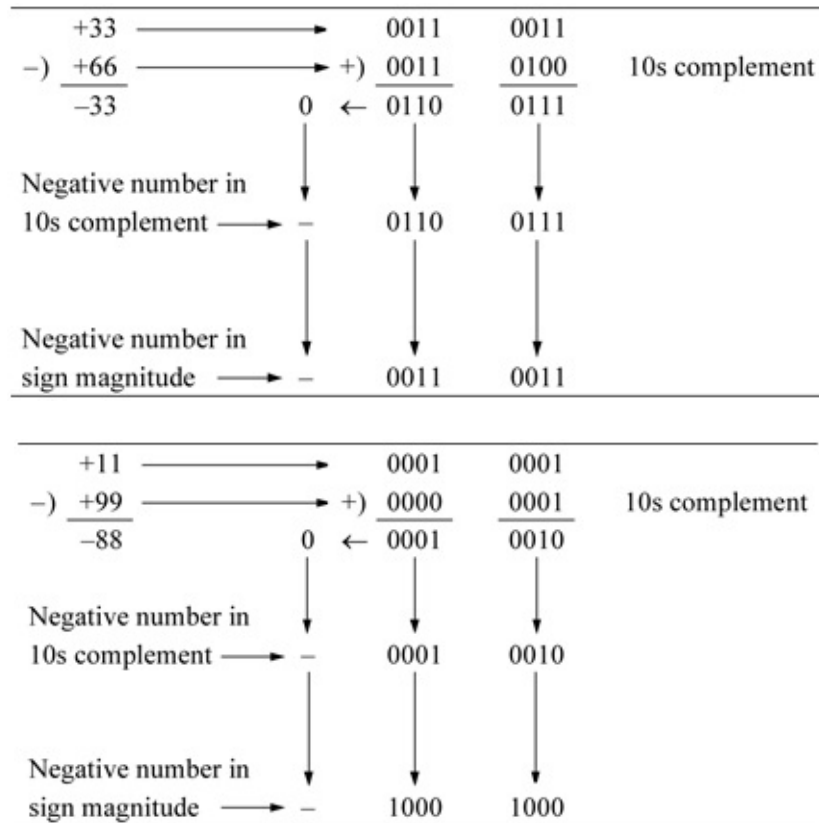 +33 0011 0011
–) +66 +) 0011 0100 10s complement
–33 0 ← 0110 0111
Negative number in
10s complement – 0110 0111
Negative number in
sign magnitude – 0011 0011
+11 0001 0001
–) +99 +) 0000 0001 10s complement
–88 0 ← 0001 0010
Negative number in
10s complement – 0001 0010
Negative number in
sign magnitude – 1000 1000